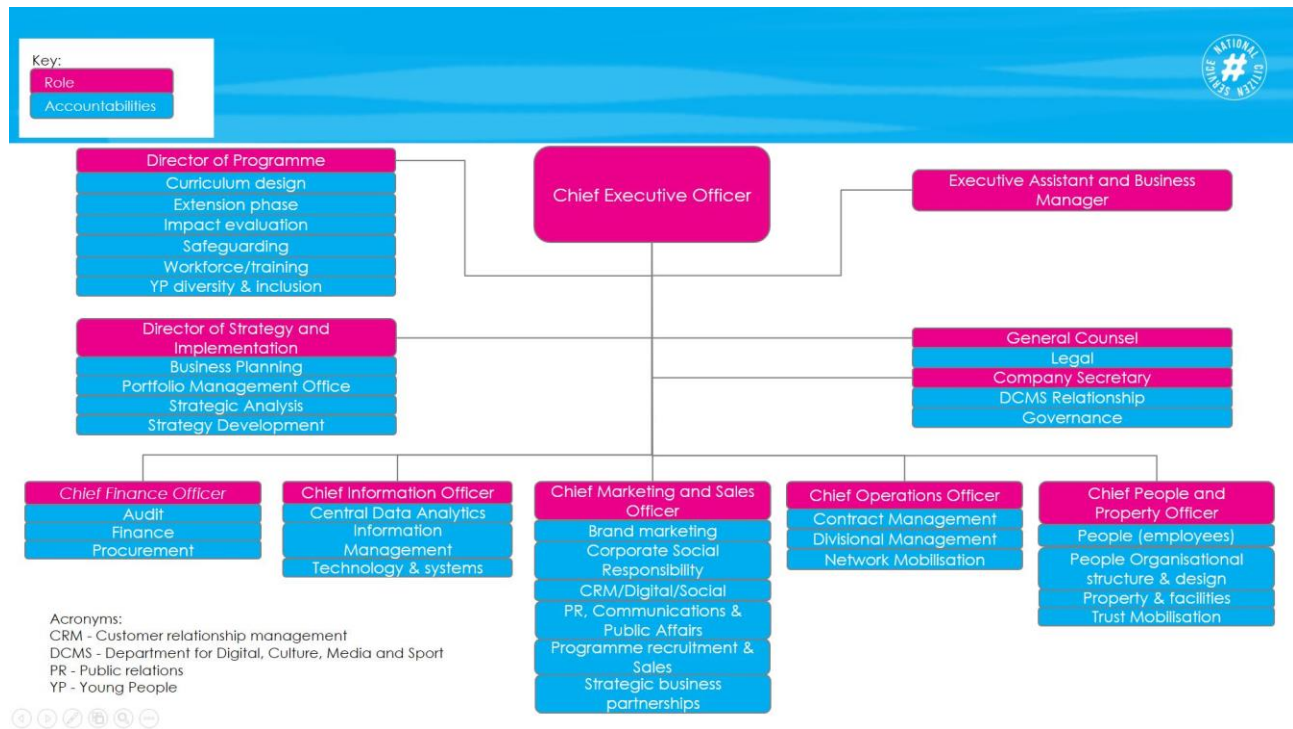 Key:
Role
Accountabilities
NATIONAL CITIZEN SERVICE
#
Director of Programme
Curriculum design
Extension phase
Impact evaluation
Safeguarding
Workforce/training
YP diversity & inclusion
Chief Executive Officer
Executive Assistant and Business
Manager
Director of Strategy and
Implementation
Business Planning
Portfolio Management Office
Strategic Analysis
Strategy Development
General Counsel
Legal
Company Secretary
DCMS Relationship
Governance
Chief Finance Officer
Audit
Finance
Procurement
Chief Information Officer
Central Data Analytics
Information
Management
Technology & systems
Chief Marketing and Sales
Officer
Brand marketing
Corporate Social
Responsibility
CRM/Digital/Social
PR, Communications &
Public Affairs
Programme recruitment &
Sales
Strategic business
partnerships
Chief Operations Officer
Contract Management
Divisional Management
Network Mobilisation
Chief People and
Property Officer
People (employees)
People Organisational
structure & design
Property & facilities
Trust Mobilisation
Acronyms:
CRM - Customer relationship management
DCMS - Department for Digital, Culture, Media and Sport
PR - Public relations
YP - Young People